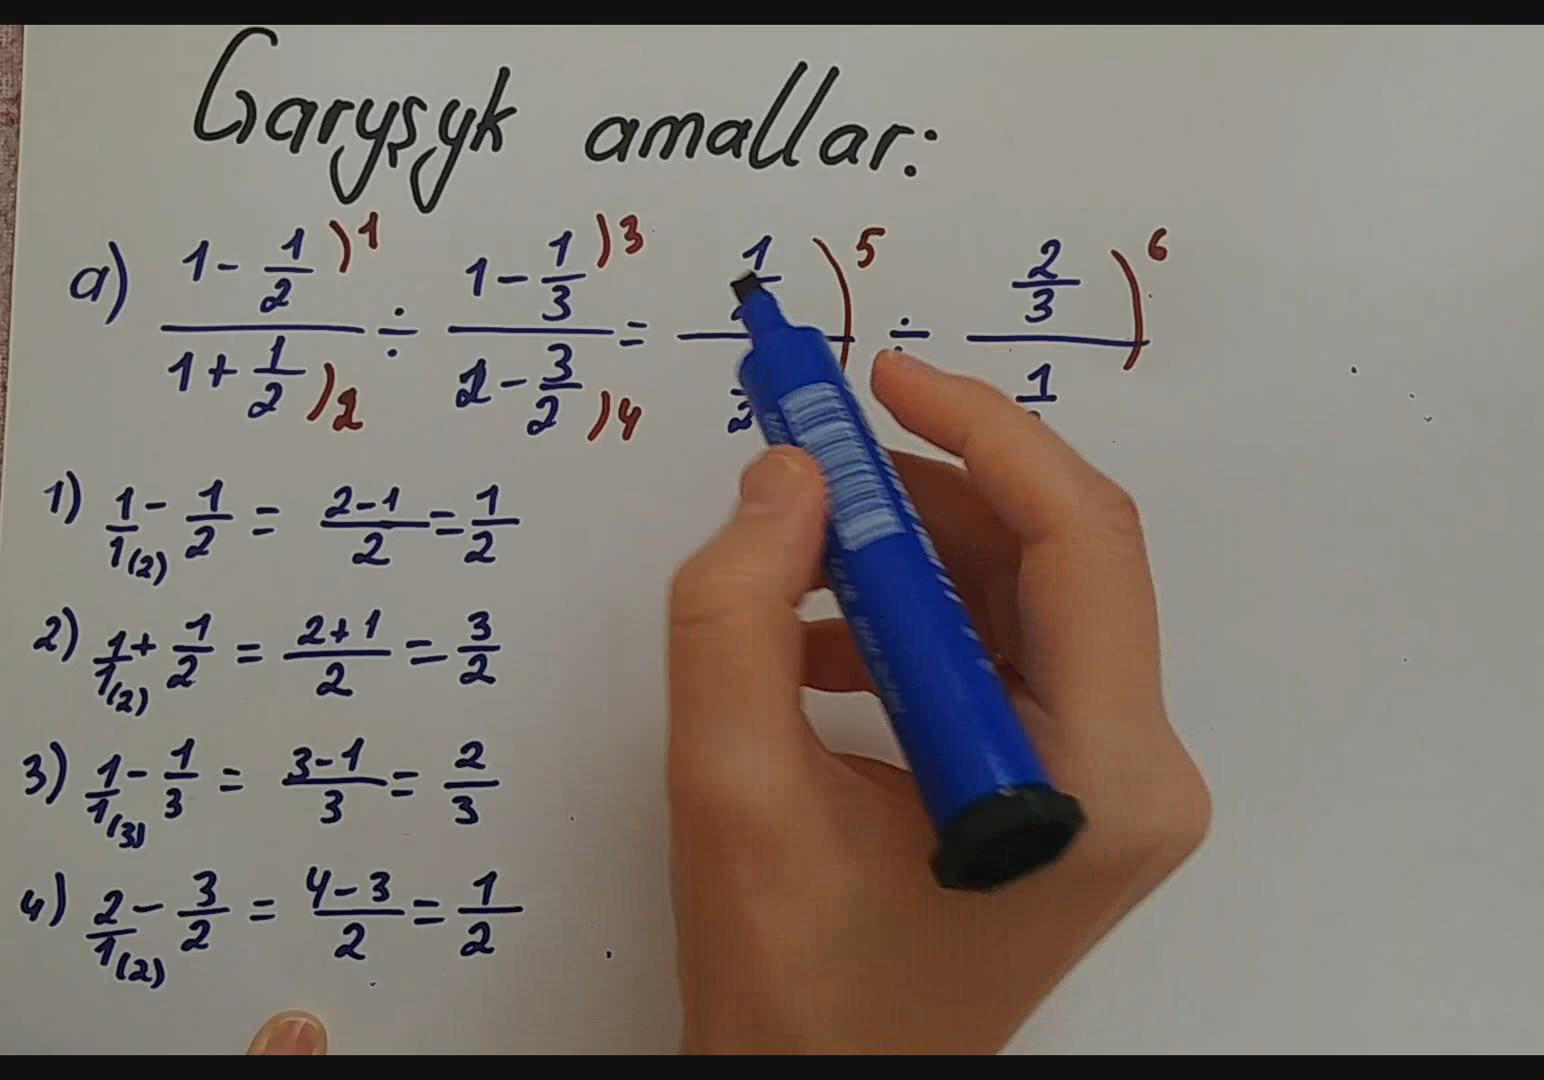 Garyşyk amallar:
a) (1 - 1/2 )1) / (1 + 1/2 )2) ÷ (1 - 1/3 )3) / (2 - 3/2 )4) = 1 )5 ÷ (2/3) / 1 )6
1) 1/1(2) - 1/2 = (2-1)/2 = 1/2
2) 1/1(2) + 1/2 = (2+1)/2 = 3/2
3) 1/1(3) - 1/3 = (3-1)/3 = 2/3
4) 2/1(2) - 3/2 = (4-3)/2 = 1/2